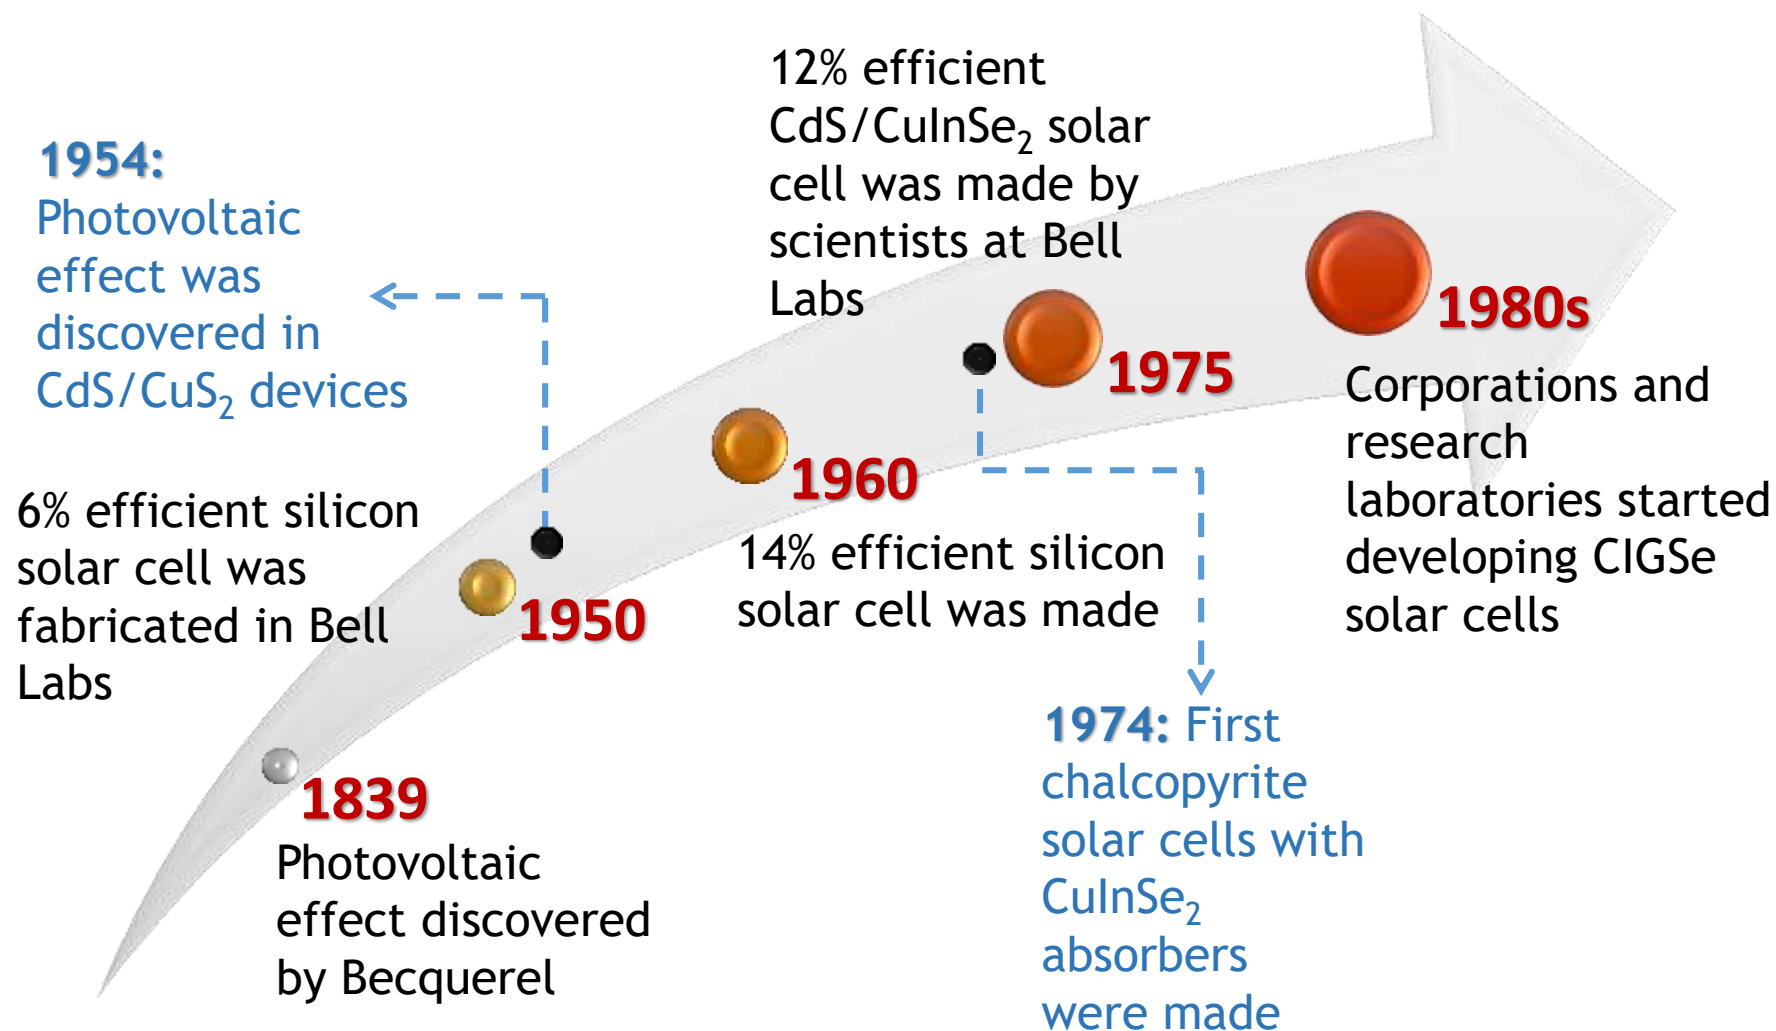 1839
Photovoltaic
effect discovered
by Becquerel
6% efficient silicon
solar cell was
fabricated in Bell
Labs
1950
1954:
Photovoltaic
effect was
discovered in
CdS/CuS₂ devices
1960
14% efficient silicon
solar cell was made
12% efficient
CdS/CuInSe₂ solar
cell was made by
scientists at Bell
Labs
1975
1974: First
chalcopyrite
solar cells with
CuInSe₂
absorbers
were made
1980s
Corporations and
research
laboratories started
developing CIGSe
solar cells